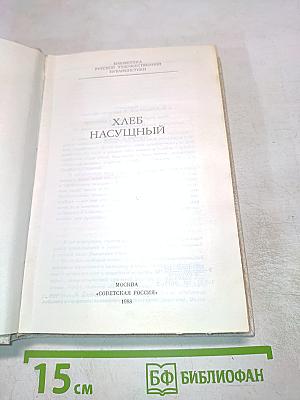 БИБЛИОТЕКА
РУССКОЙ ХУДОЖЕСТВЕННОЙ
ПУБЛИЦИСТИКИ
ХЛЕБ
НАСУЩНЫЙ
МОСКВА
«СОВЕТСКАЯ РОССИЯ»
1988
15 см
БФ БИБЛИОФАН